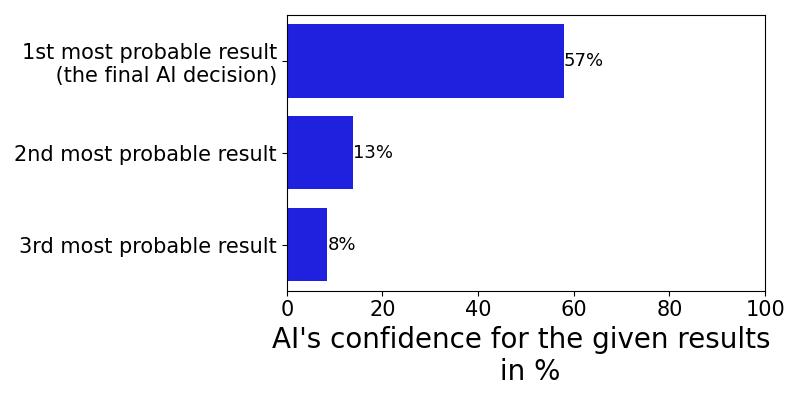 1st most probable result
(the final AI decision)
57%
2nd most probable result
13%
3rd most probable result
8%
0 20 40 60 80 100
AI's confidence for the given results
in %